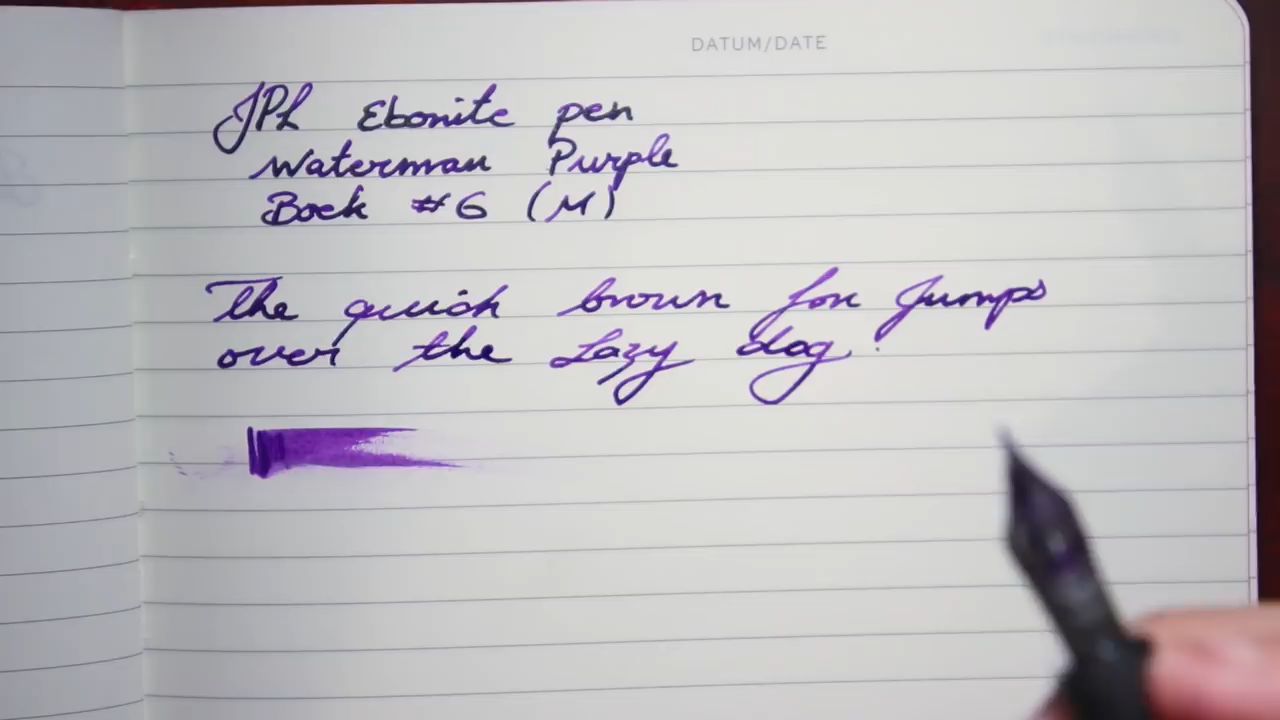 DATUM/DATE
JPL Ebonite pen
Waterman Purple
Bock #6 (M)
The quick brown fox jumps
over the Lazy dog.